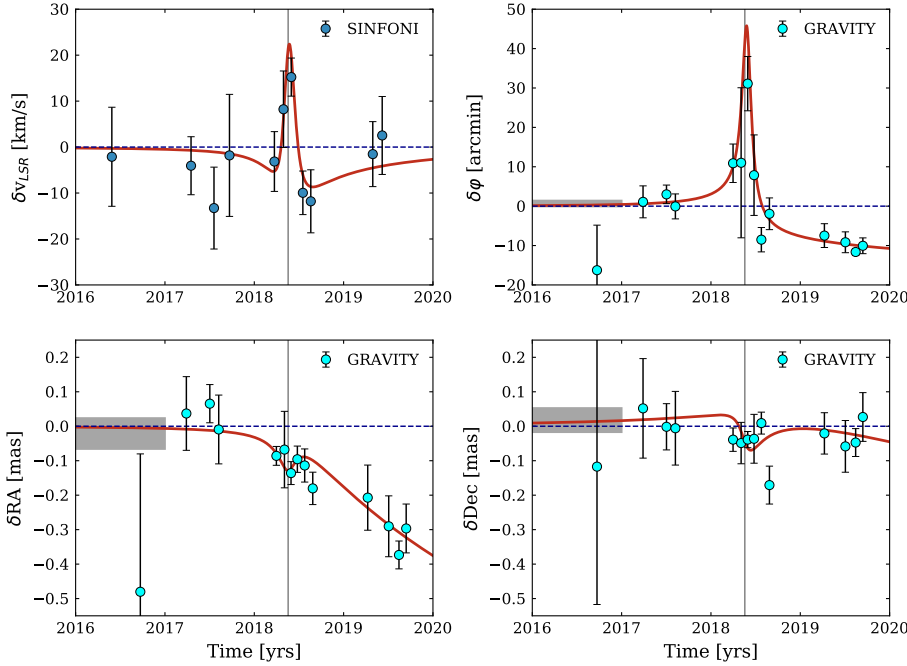 SINFONI
30
20
10
0
−10
−20
−30
δv_LSR [km/s]
2016 2017 2018 2019 2020
GRAVITY
50
40
30
20
10
0
−10
−20
δφ [arcmin]
2016 2017 2018 2019 2020
GRAVITY
0.2
0.1
0.0
−0.1
−0.2
−0.3
−0.4
−0.5
δRA [mas]
2016 2017 2018 2019 2020
Time [yrs]
GRAVITY
0.2
0.1
0.0
−0.1
−0.2
−0.3
−0.4
−0.5
δDec [mas]
2016 2017 2018 2019 2020
Time [yrs]